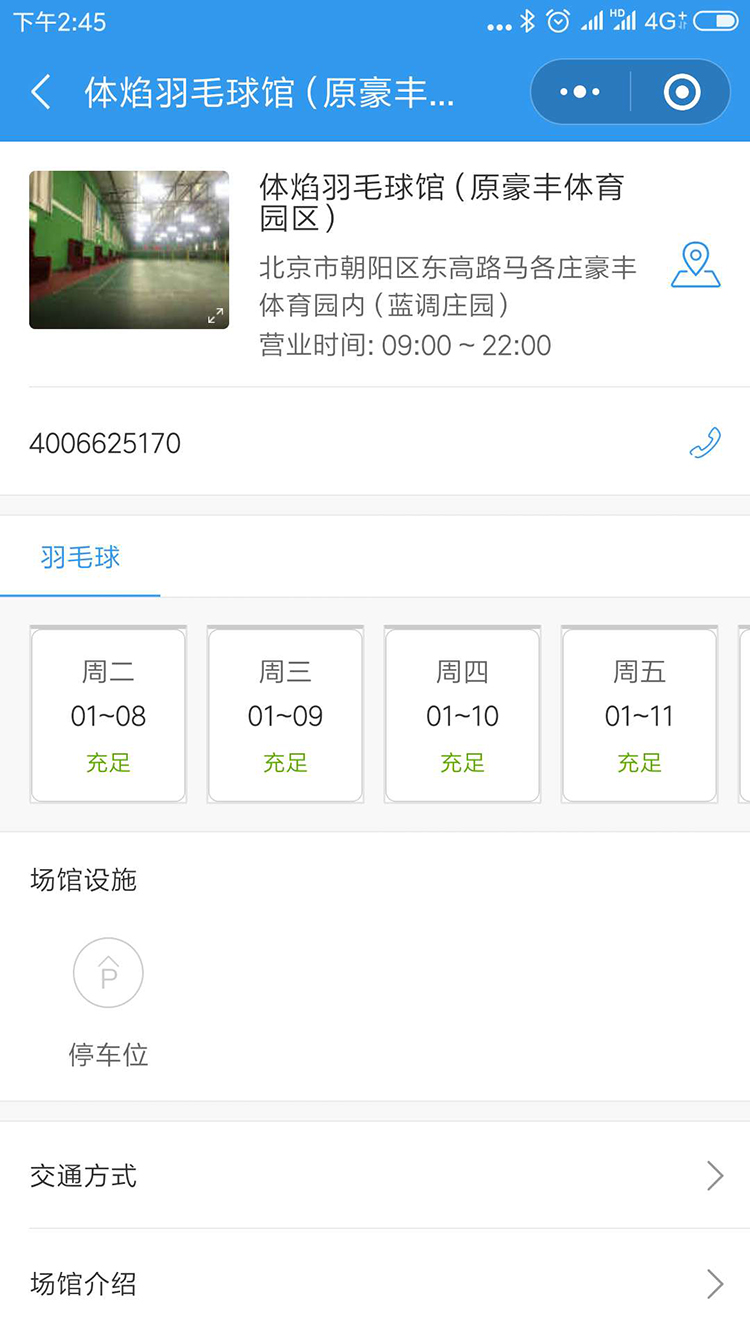 下午2:45
HD
4G+
体焰羽毛球馆（原豪丰...
体焰羽毛球馆（原豪丰体育
园区）
北京市朝阳区东高路马各庄豪丰
体育园内（蓝调庄园）
营业时间: 09:00 ~ 22:00
4006625170
羽毛球
周二 周三 周四 周五
01~08 01~09 01~10 01~11
充足 充足 充足 充足
场馆设施
P
停车位
交通方式
场馆介绍